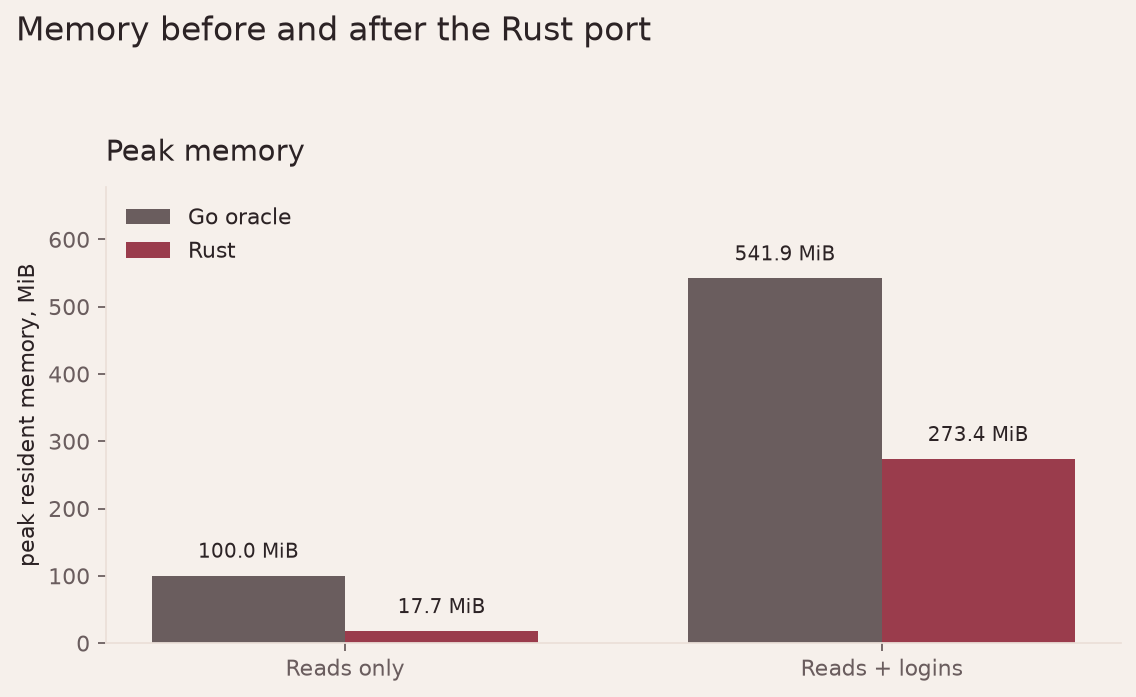 Memory before and after the Rust port
Peak memory
Go oracle
Rust
peak resident memory, MiB
600
500
400
300
200
100
0
100.0 MiB
17.7 MiB
541.9 MiB
273.4 MiB
Reads only
Reads + logins